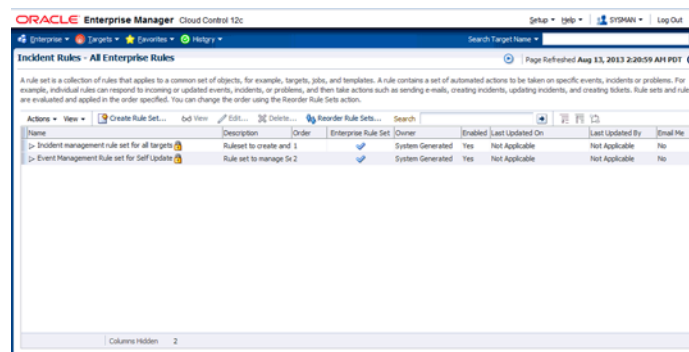 ORACLE Enterprise Manager Cloud Control 12c
Setup Help SYSMAN Log Out
Enterprise Targets Favorites History Search Target Name
Incident Rules - All Enterprise Rules
Page Refreshed Aug 13, 2013 2:20:59 AM PDT
A rule set is a collection of rules that applies to a common set of objects, for example, targets, jobs, and templates. A rule contains a set of automated actions to be taken on specific events, incidents or problems. For
example, individual rules can respond to incoming or updated events, incidents, or problems, and then take actions such as sending e-mails, creating incidents, updating incidents, and creating tickets. Rule sets and rule
are evaluated and applied in the order specified. You can change the order using the Reorder Rule Sets action.
Actions View Create Rule Set... View Edit... Delete... Reorder Rule Sets... Search
Name Description Order Enterprise Rule Set Owner Enabled Last Updated On Last Updated By Email Me
Incident management rule set for all targets Ruleset to create and 1 System Generated Yes Not Applicable Not Applicable No
Event Management Rule set for Self Update Rule set to manage Se 2 System Generated Yes Not Applicable Not Applicable No
Columns Hidden 2